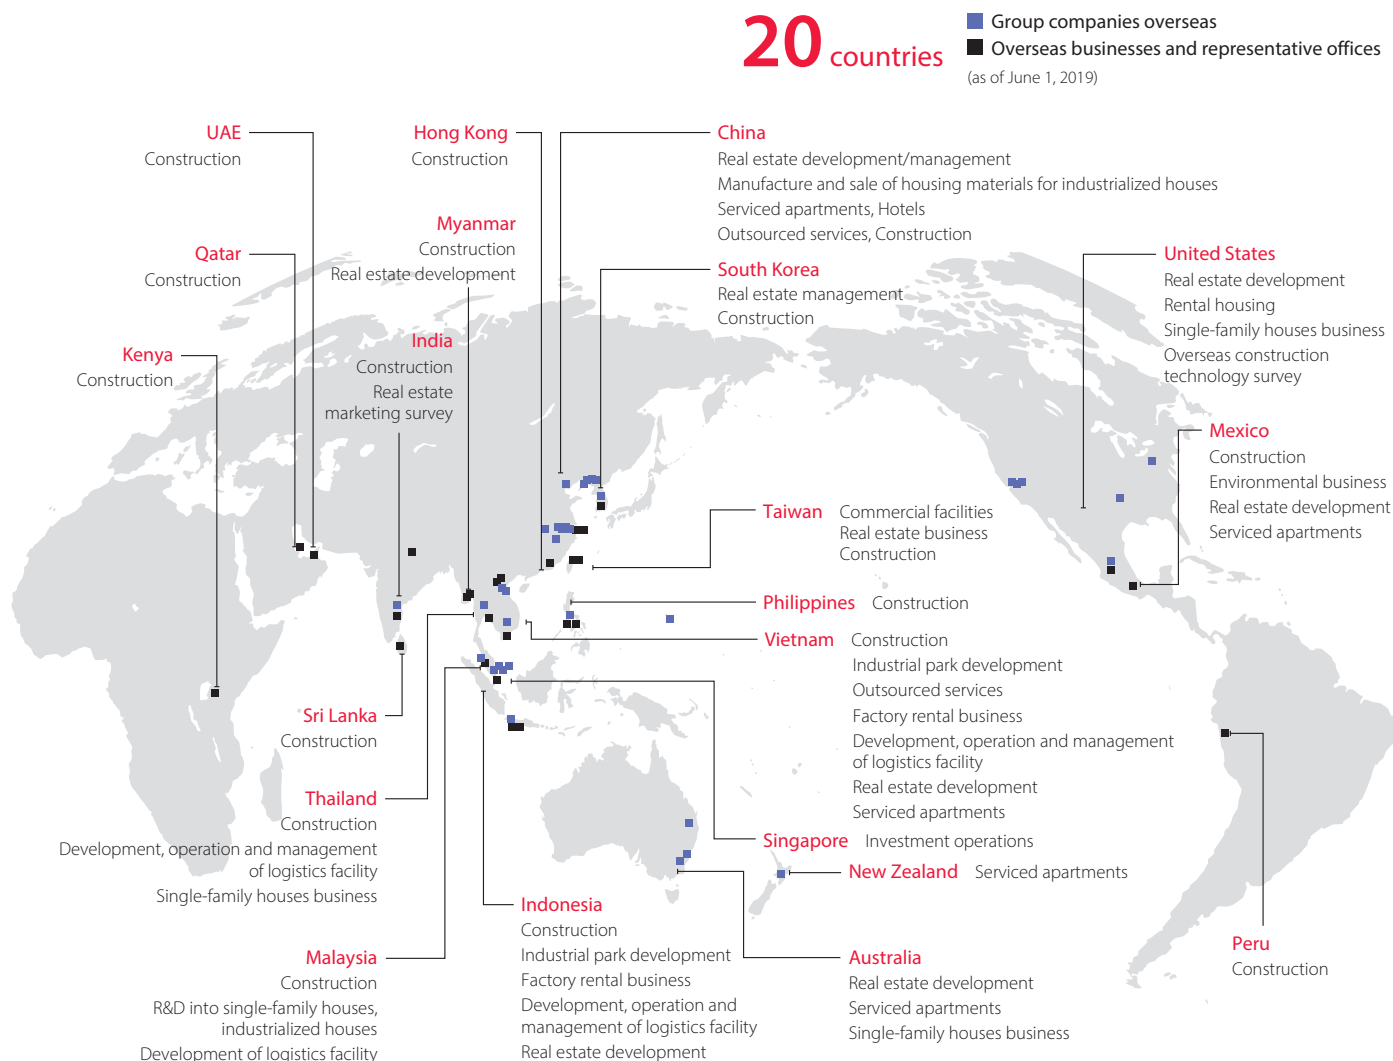 20 countries
Group companies overseas
Overseas businesses and representative offices
(as of June 1, 2019)
UAE
Construction
Hong Kong
Construction
China
Real estate development/management
Manufacture and sale of housing materials for industrialized houses
Serviced apartments, Hotels
Outsourced services, Construction
Myanmar
Construction
Real estate development
Qatar
Construction
South Korea
Real estate management
Construction
United States
Real estate development
Rental housing
Single-family houses business
Overseas construction
technology survey
India
Construction
Real estate
marketing survey
Kenya
Construction
Mexico
Construction
Environmental business
Real estate development
Serviced apartments
Taiwan Commercial facilities
Real estate business
Construction
Philippines Construction
Vietnam Construction
Industrial park development
Outsourced services
Factory rental business
Development, operation and management
of logistics facility
Real estate development
Serviced apartments
Sri Lanka
Construction
Thailand
Construction
Development, operation and management
of logistics facility
Single-family houses business
Singapore Investment operations
New Zealand Serviced apartments
Indonesia
Construction
Industrial park development
Factory rental business
Development, operation and
management of logistics facility
Real estate development
Malaysia
Construction
R&D into single-family houses,
industrialized houses
Development of logistics facility
Australia
Real estate development
Serviced apartments
Single-family houses business
Peru
Construction